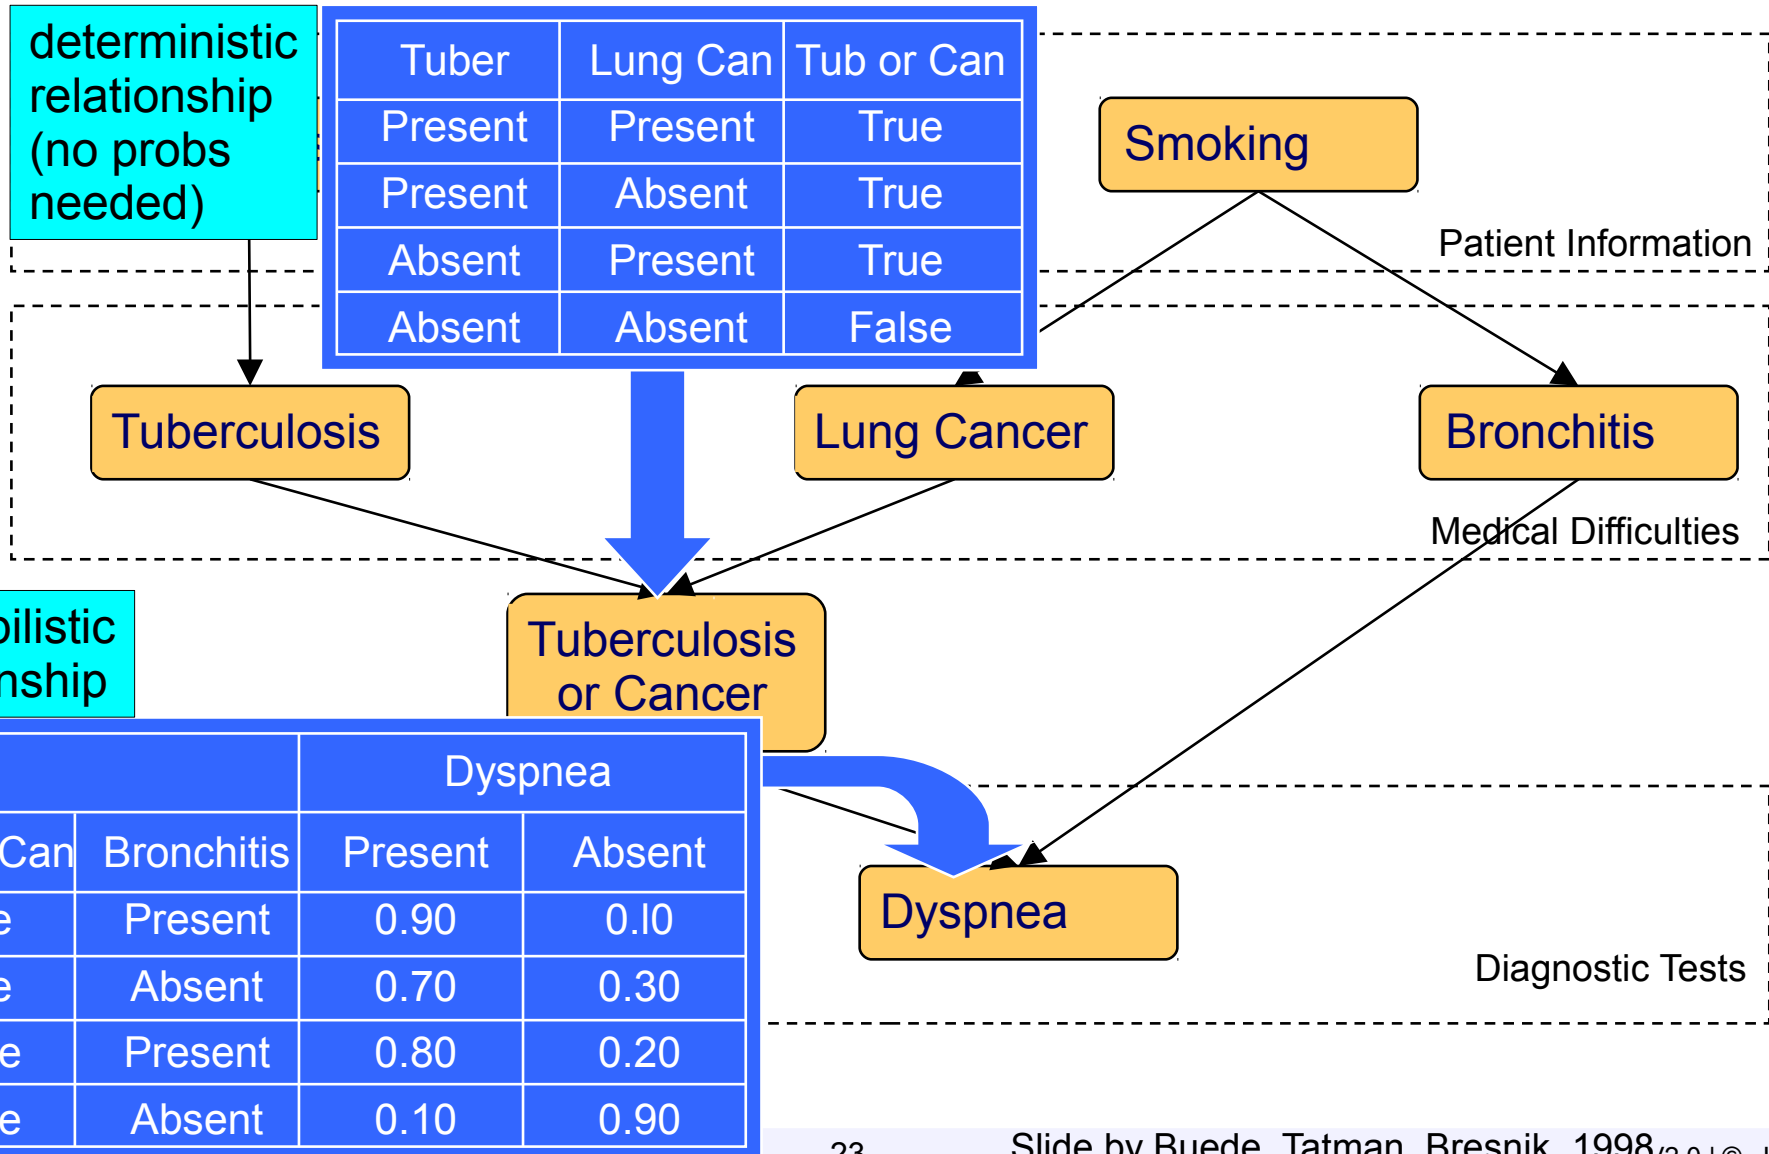 deterministic
relationship
(no probs
needed)
Tuber Lung Can Tub or Can
Present Present True
Present Absent True
Absent Present True
Absent Absent False
Smoking
Patient Information
Tuberculosis
Lung Cancer
Bronchitis
Medical Difficulties
Tuberculosis
or Cancer
Dyspnea
Can Bronchitis Present Absent
e Present 0.90 0.l0
e Absent 0.70 0.30
e Present 0.80 0.20
e Absent 0.10 0.90
Dyspnea
Diagnostic Tests
23
Slide by Buede, Tatman, Bresnik, 1998